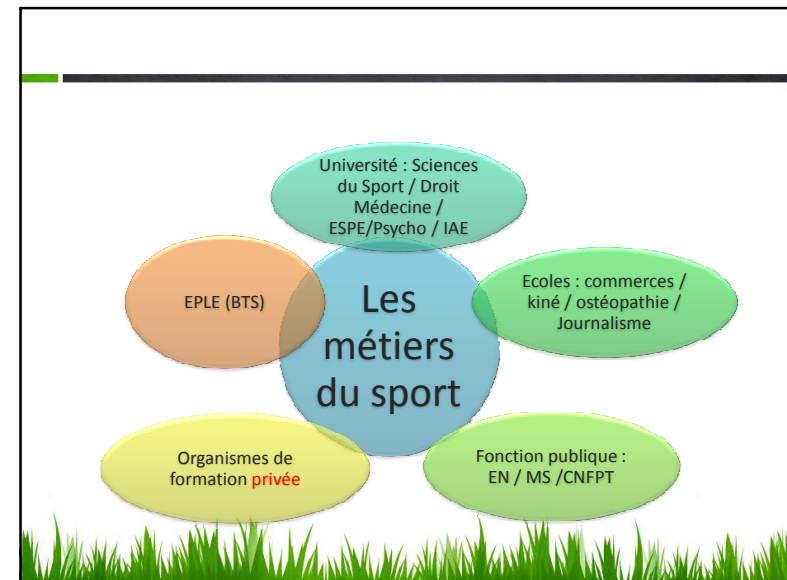 Université : Sciences
du Sport / Droit
Médecine /
ESPE/Psycho / IAE
EPLE (BTS)
Les
métiers
du sport
Ecoles : commerces /
kiné / ostéopathie /
Journalisme
Organismes de
formation privée
Fonction publique :
EN / MS /CNFPT